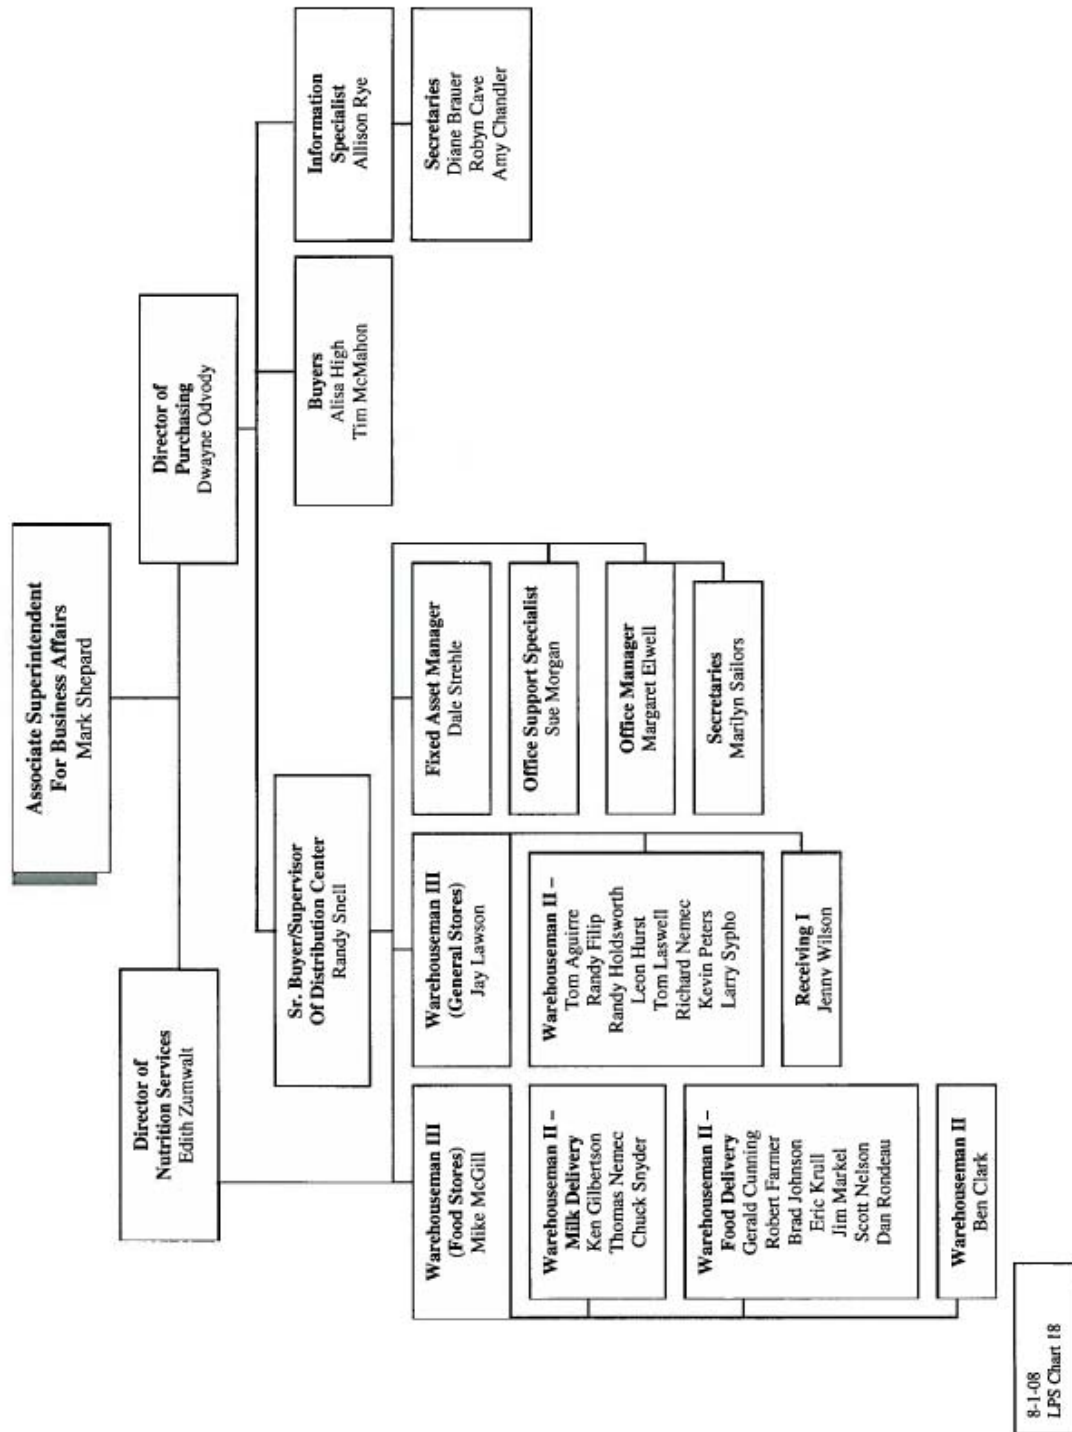 Associate Superintendent
For Business Affairs
Mark Shepard
Director of
Nutrition Services
Edith Zumwalt
Director of
Purchasing
Dwayne Odvody
Sr. Buyer/Supervisor
Of Distribution Center
Randy Snell
Buyers
Alisa High
Tim McMahon
Information
Specialist
Allison Rye
Secretaries
Diane Brauer
Robyn Cave
Amy Chandler
Warehouseman III
(Food Stores)
Mike McGill
Warehouseman II –
Milk Delivery
Ken Gilbertson
Thomas Nemec
Chuck Snyder
Warehouseman II –
Food Delivery
Gerald Cunning
Robert Farmer
Brad Johnson
Eric Krull
Jim Markel
Scott Nelson
Dan Rondeau
Warehouseman II
Ben Clark
Warehouseman III
(General Stores)
Jay Lawson
Warehouseman II –
Tom Aguirre
Randy Filip
Randy Holdsworth
Leon Hurst
Tom Laswell
Richard Nemec
Kevin Peters
Larry Sypho
Receiving I
Jenny Wilson
Fixed Asset Manager
Dale Strehle
Office Support Specialist
Sue Morgan
Office Manager
Margaret Elwell
Secretaries
Marilyn Sailors
8-1-08
LPS Chart 18